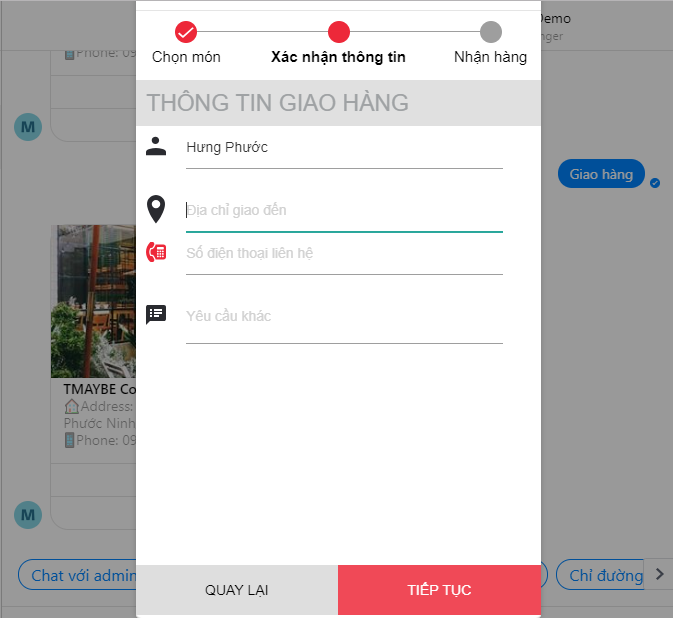 Demo
nger
Phone: 09
M
Giao hàng
Chọn món
Xác nhận thông tin
Nhận hàng
THÔNG TIN GIAO HÀNG
Hưng Phước
Địa chỉ giao đến
Số điện thoại liên hệ
Yêu cầu khác
TMAYBE Co
Address:
Phước Ninh
Phone: 09
M
Chat với admin
Chỉ đường
QUAY LẠI
TIẾP TỤC